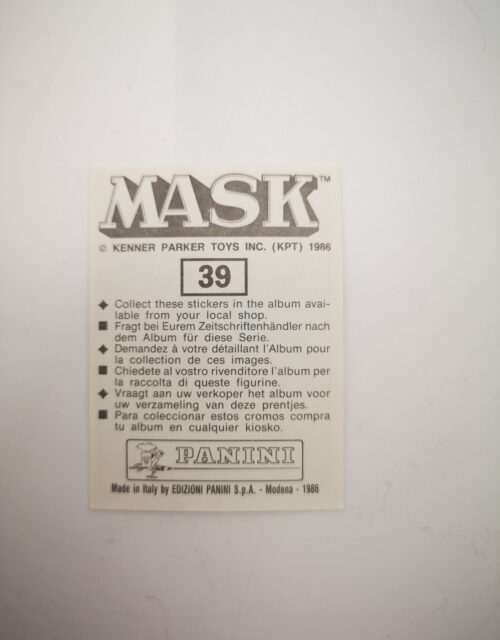 MASK™
© KENNER PARKER TOYS INC. (KPT) 1986
39
◆ Collect these stickers in the album avai-
lable from your local shop.
■ Fragt bei Eurem Zeitschriftenhändler nach
dem Album für diese Serie.
◆ Demandez à votre détaillant l'Album pour
la collection de ces images.
■ Chiedete al vostro rivenditore l'album per
la raccolta di queste figurine.
◆ Vraagt aan uw verkoper het album voor
uw verzameling van deze prentjes.
■ Para coleccionar estos cromos compra
tu album en cualquier kiosko.
PANINI
Made in Italy by EDIZIONI PANINI S.p.A. - Modena - 1986